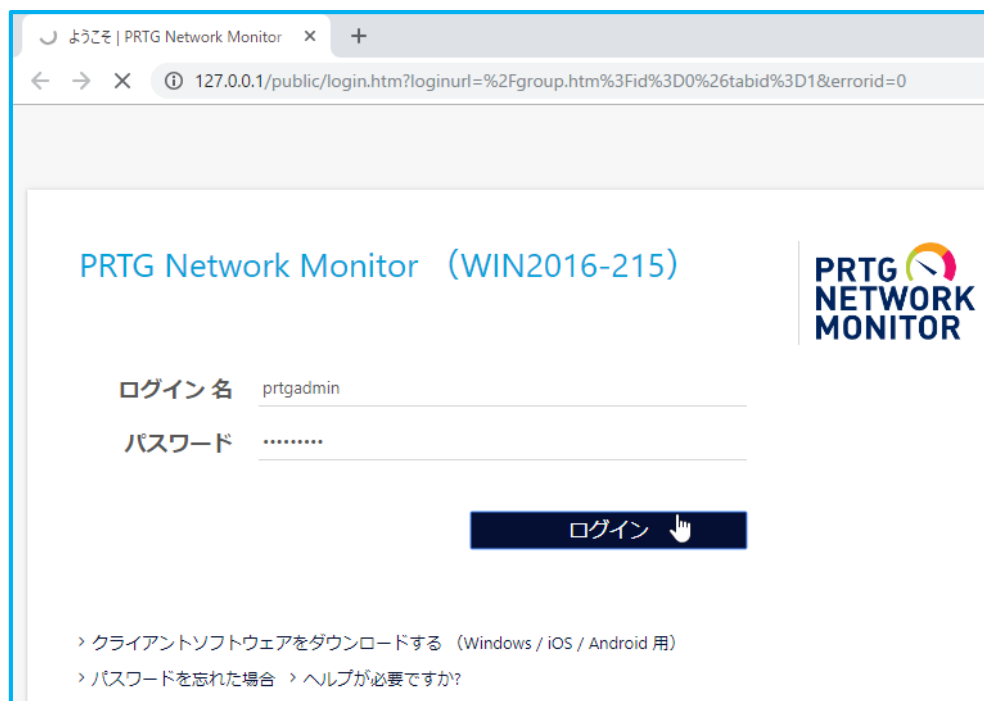 ようこそ | PRTG Network Monitor
127.0.0.1/public/login.htm?loginurl=%2Fgroup.htm%3Fid%3D0%26tabid%3D1&errorid=0
PRTG Network Monitor （WIN2016-215）
PRTG
NETWORK
MONITOR
ログイン 名 prtgadmin
パスワード •••••••••
ログイン
> クライアントソフトウェアをダウンロードする （Windows / iOS / Android 用）
> パスワードを忘れた場合 > ヘルプが必要ですか?